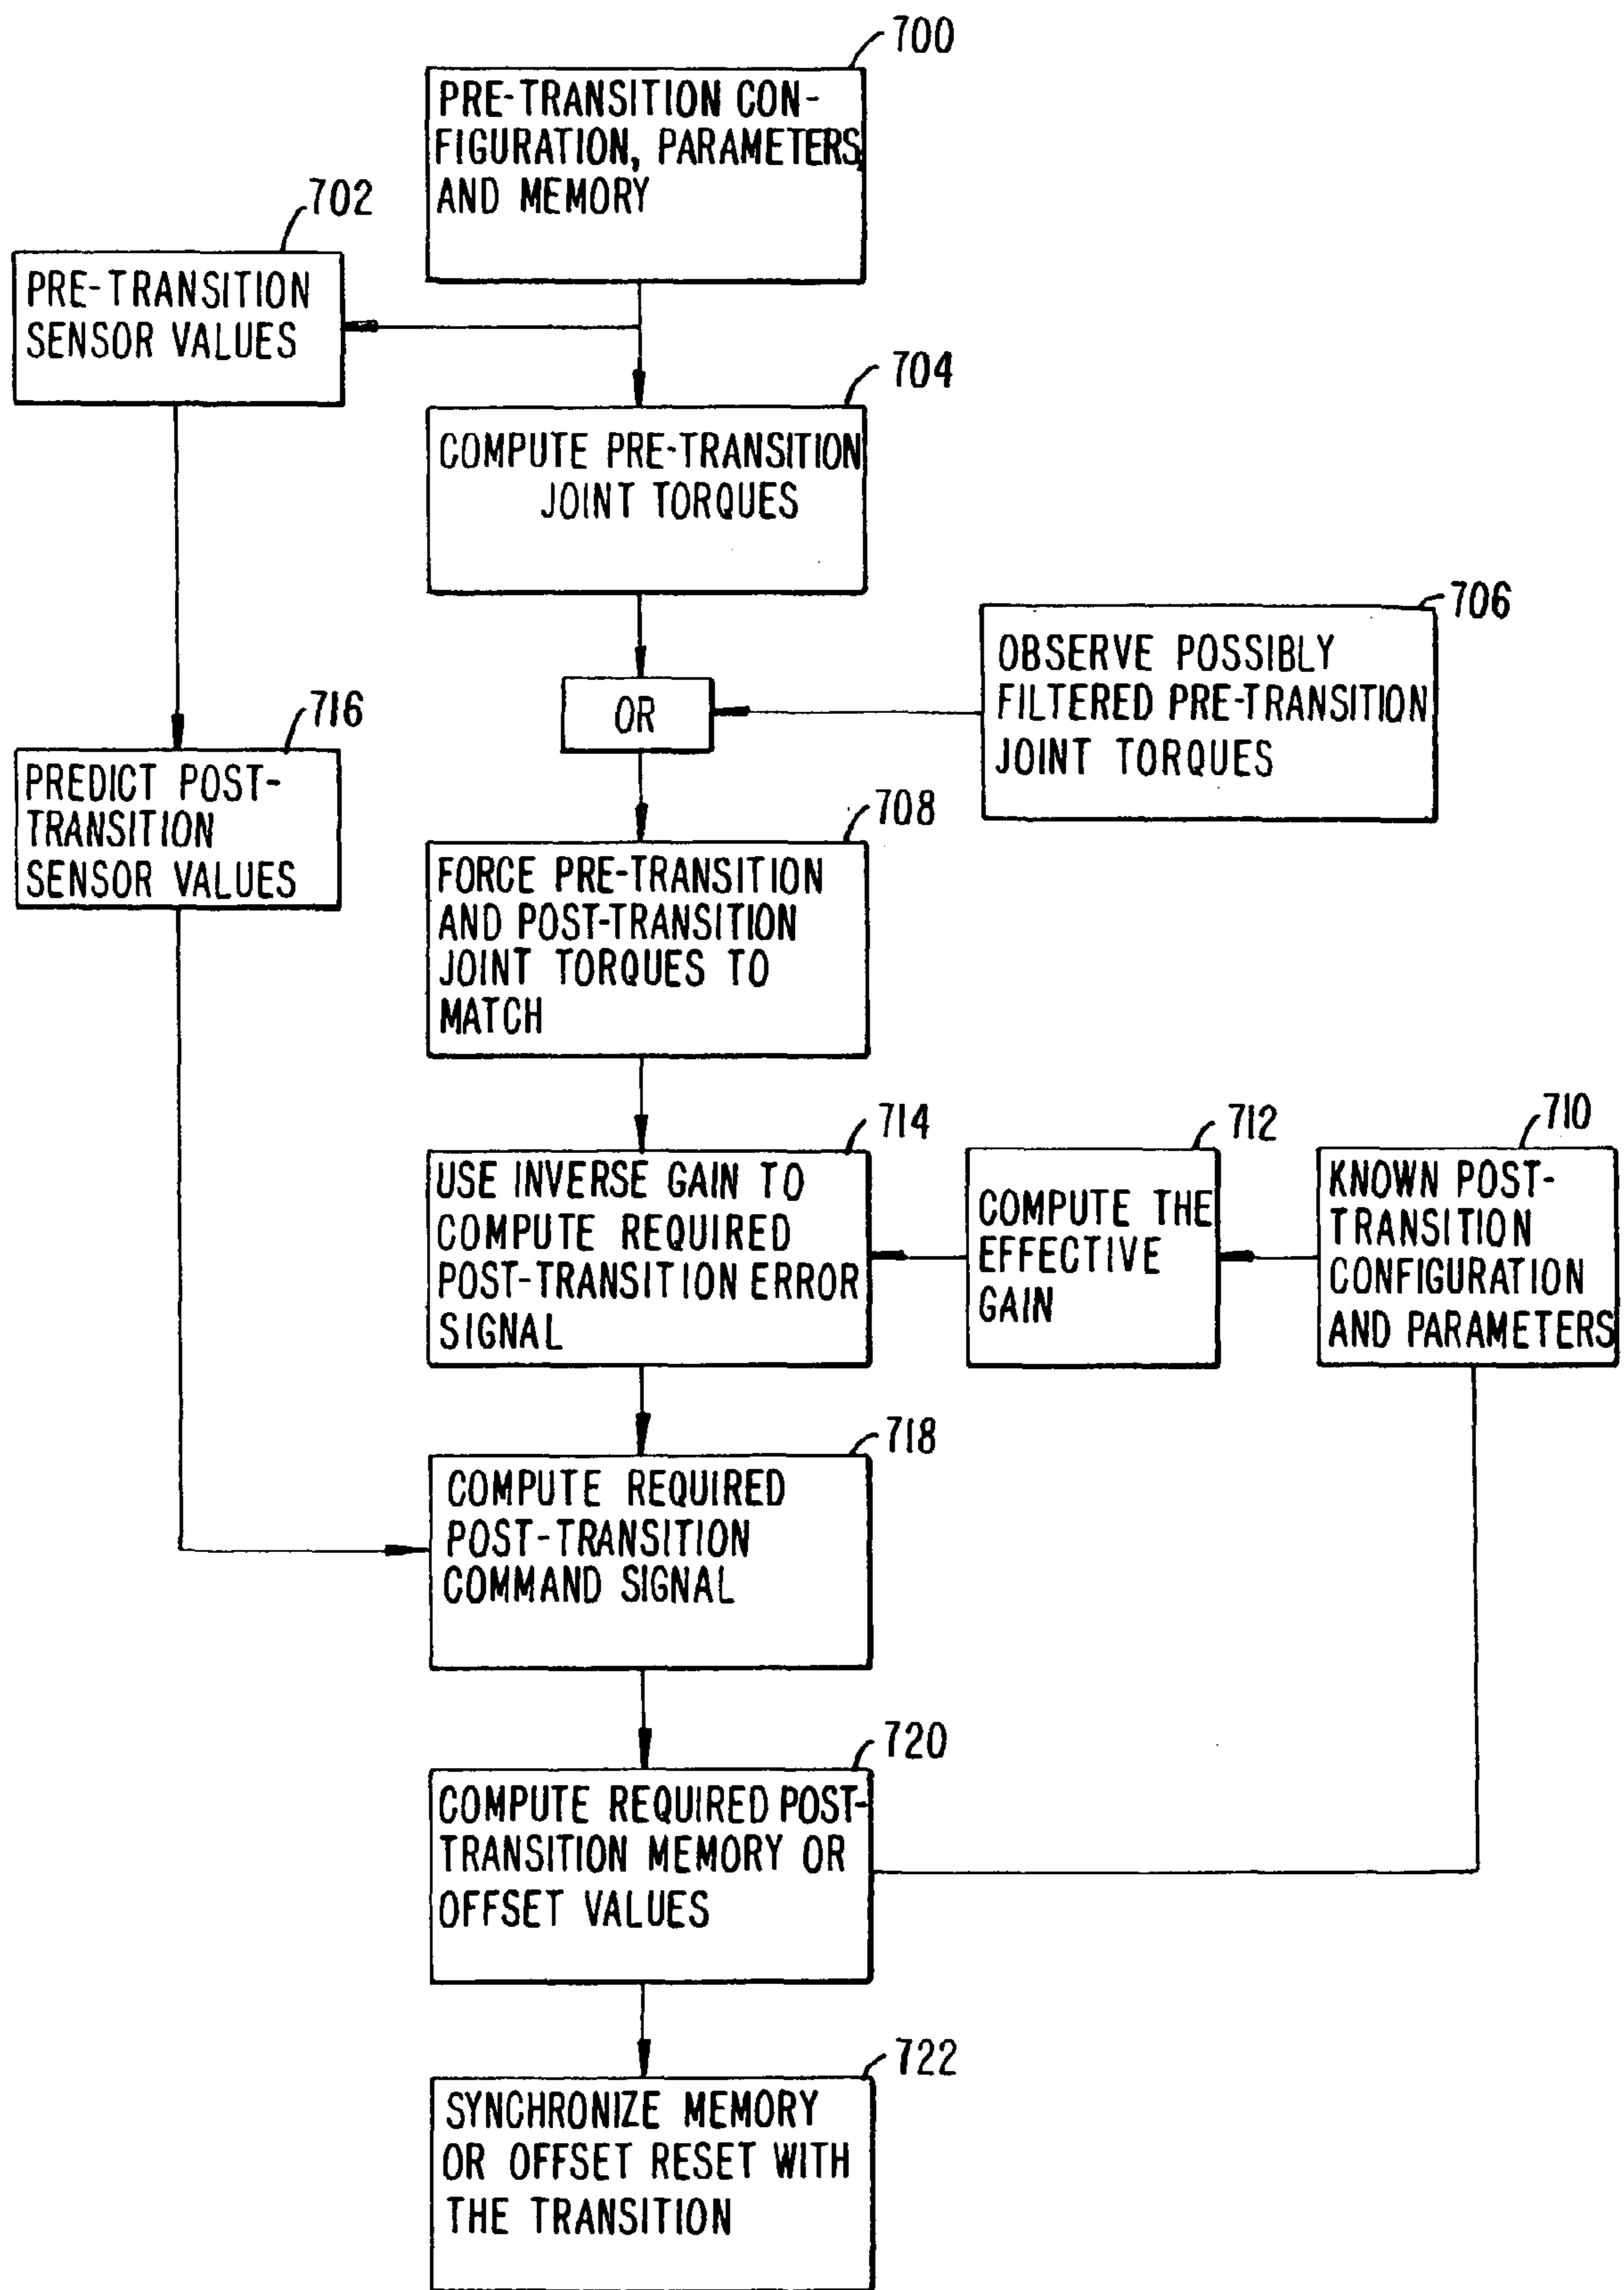 700
PRE-TRANSITION CON-
FIGURATION, PARAMETERS,
AND MEMORY
702
PRE-TRANSITION
SENSOR VALUES
704
COMPUTE PRE-TRANSITION
JOINT TORQUES
706
OBSERVE POSSIBLY
FILTERED PRE-TRANSITION
JOINT TORQUES
OR
716
PREDICT POST-
TRANSITION
SENSOR VALUES
708
FORCE PRE-TRANSITION
AND POST-TRANSITION
JOINT TORQUES TO
MATCH
714
USE INVERSE GAIN TO
COMPUTE REQUIRED
POST-TRANSITION ERROR
SIGNAL
712
COMPUTE THE
EFFECTIVE
GAIN
710
KNOWN POST-
TRANSITION
CONFIGURATION
AND PARAMETERS
718
COMPUTE REQUIRED
POST-TRANSITION
COMMAND SIGNAL
720
COMPUTE REQUIRED POST-
TRANSITION MEMORY OR
OFFSET VALUES
722
SYNCHRONIZE MEMORY
OR OFFSET RESET WITH
THE TRANSITION